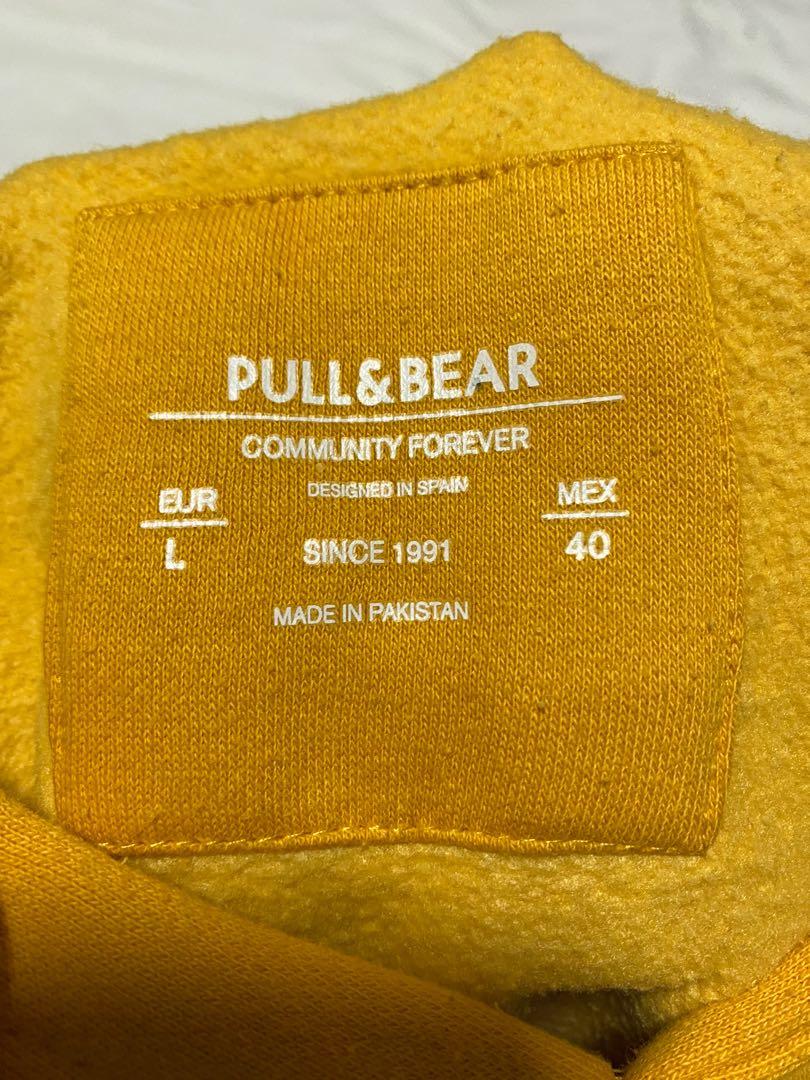 PULL&BEAR
COMMUNITY FOREVER
DESIGNED IN SPAIN
EUR
L
SINCE 1991
MEX
40
MADE IN PAKISTAN